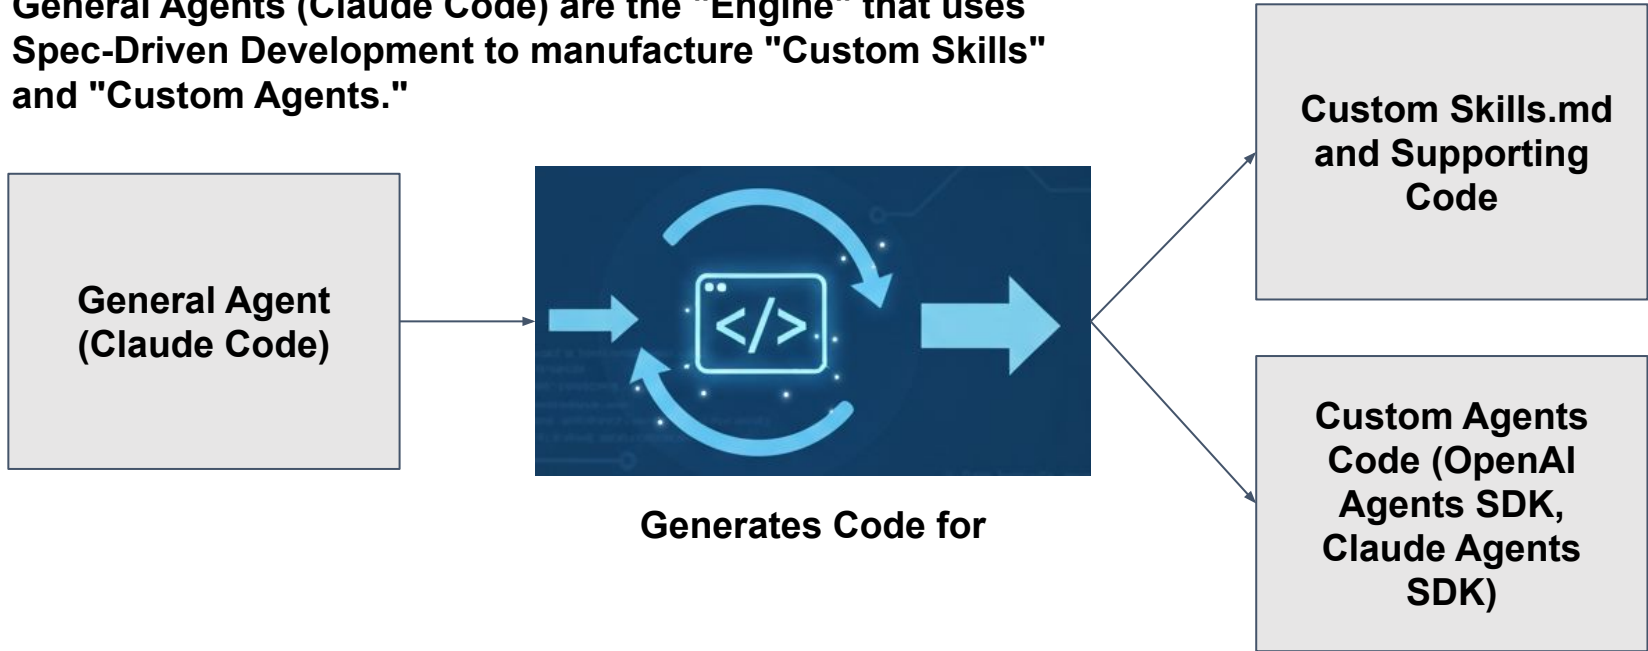 General Agents (Claude Code) are the "Engine" that uses
Spec-Driven Development to manufacture "Custom Skills"
and "Custom Agents."
General Agent
(Claude Code)
</>
Generates Code for
Custom Skills.md
and Supporting
Code
Custom Agents
Code (OpenAI
Agents SDK,
Claude Agents
SDK)